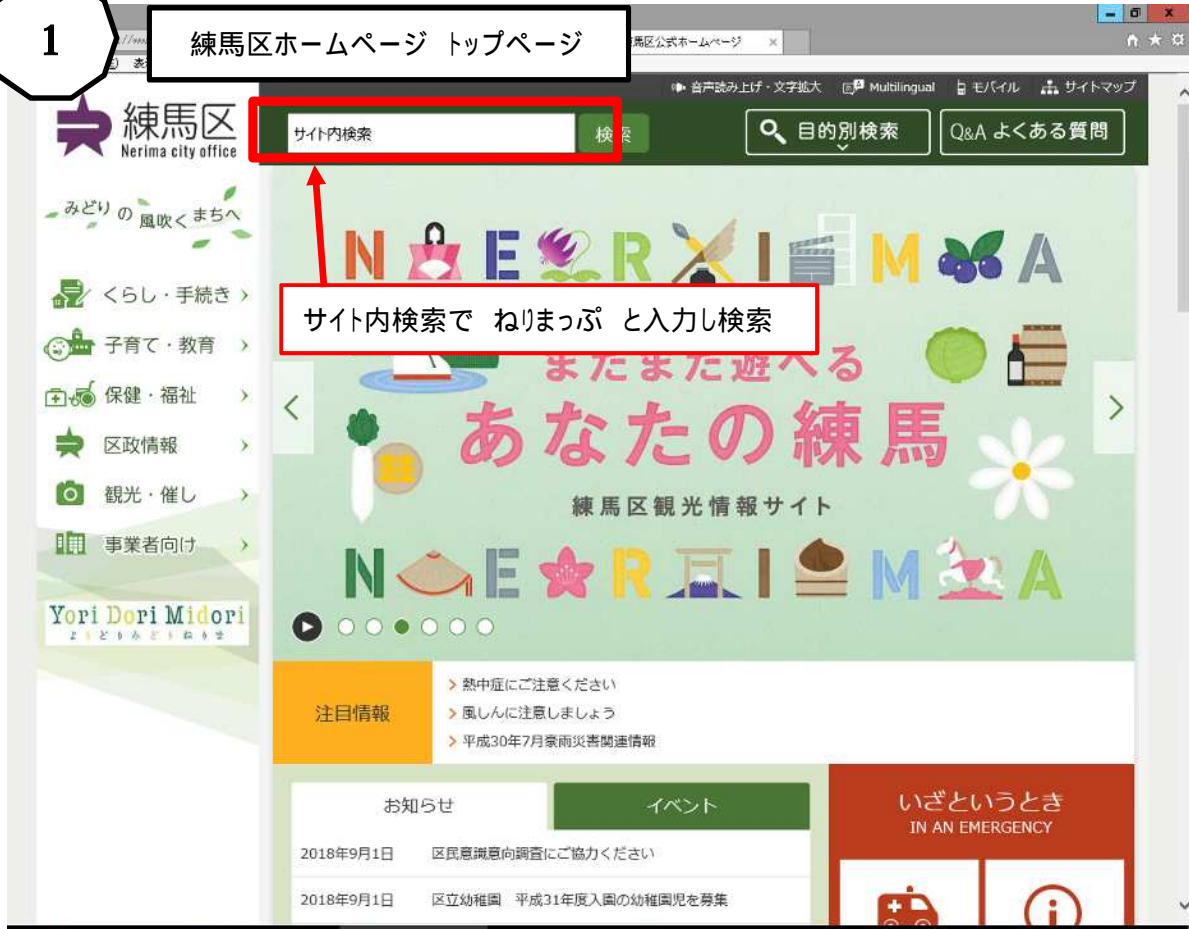 1
練馬区ホームページ トップページ
練馬区公式ホームページ ×
音声読み上げ・文字拡大 Multilingual モバイル サイトマップ
練馬区
Nerima city office
サイト内検索 検索
目的別検索
Q&A よくある質問
みどりの風吹くまちへ
N E R I M A
サイト内検索で ねりまっぷ と入力し検索
くらし・手続き
子育て・教育
保健・福祉
区政情報
観光・催し
事業者向け
Yori Dori Midori
よりどりみどりねりま
まだまだ遊べる
あなたの練馬
練馬区観光情報サイト
N E R I M A
注目情報
熱中症にご注意ください
風しんに注意しましょう
平成30年7月豪雨災害関連情報
お知らせ
イベント
2018年9月1日 区民意識意向調査にご協力ください
2018年9月1日 区立幼稚園 平成31年度入園の幼稚園児を募集
いざというとき
IN AN EMERGENCY